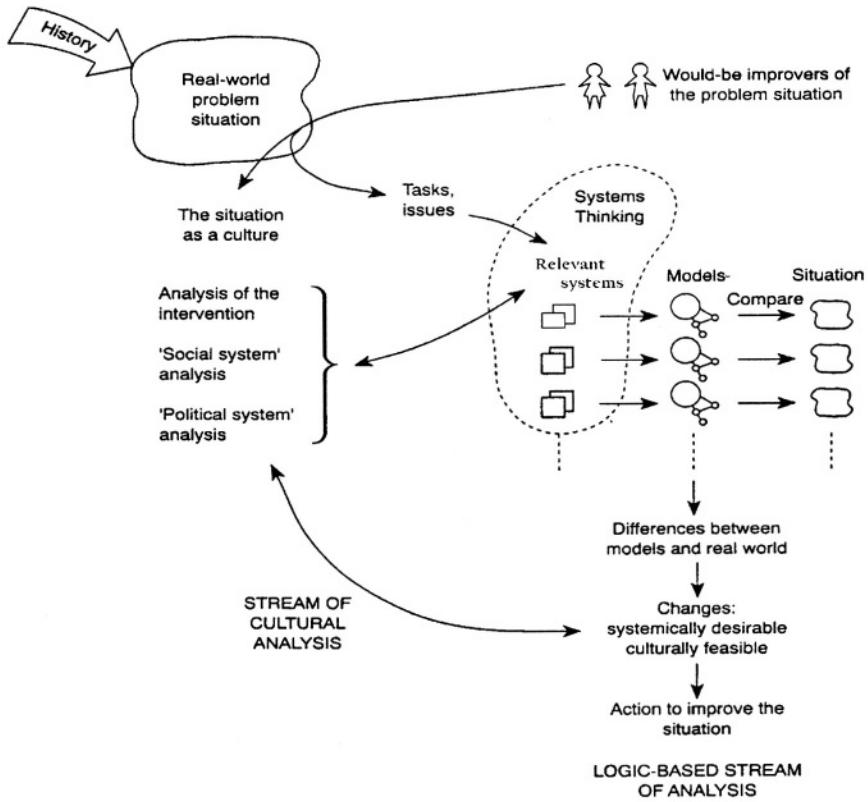 History
Real-world
problem
situation
Would-be improvers of
the problem situation
The situation
as a culture
Tasks,
issues
Systems
Thinking
Relevant
systems
Models-
Compare
Situation
Analysis of the
intervention
'Social system'
analysis
'Political system'
analysis
Differences between
models and real world
STREAM OF
CULTURAL
ANALYSIS
Changes:
systemically desirable
culturally feasible
Action to improve the
situation
LOGIC-BASED STREAM
OF ANALYSIS